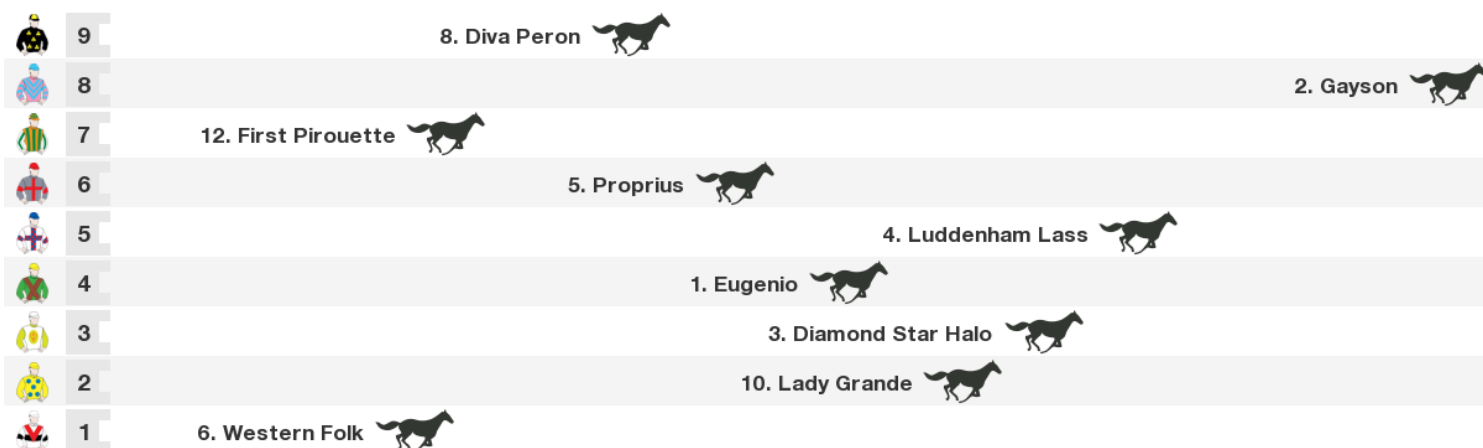 9 8. Diva Peron
8 2. Gayson
7 12. First Pirouette
6 5. Proprius
5 4. Luddenham Lass
4 1. Eugenio
3 3. Diamond Star Halo
2 10. Lady Grande
1 6. Western Folk